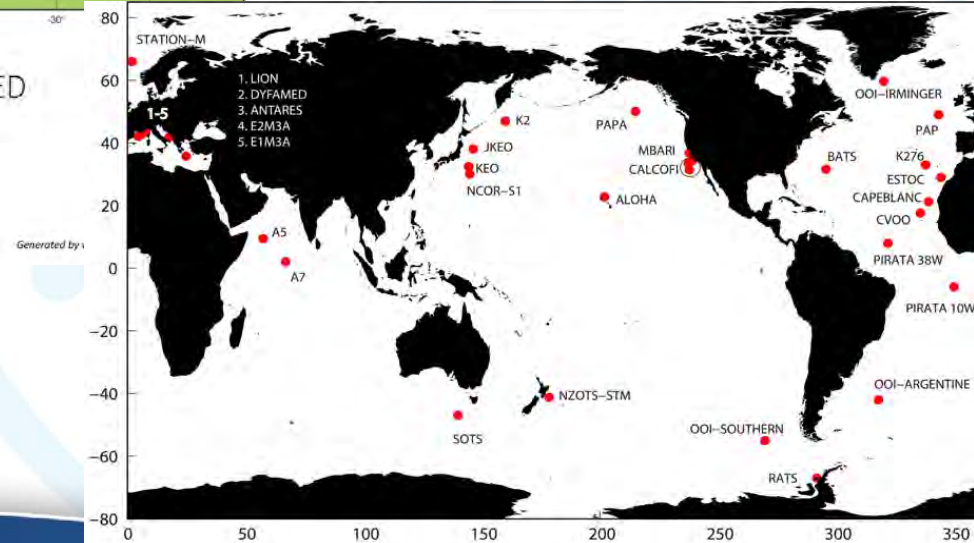 -30°
ED
Generated by
80
60
40
20
0
−20
−40
−60
−80
0
50
100
150
200
250
300
350
STATION−M
1. LION
2. DYFAMED
3. ANTARES
4. E2M3A
5. E1M3A
1-5
K2
JKEO
KEO
NCOR−S1
A5
A7
SOTS
NZOTS−STM
PAPA
MBARI
CALCOFI
ALOHA
OOI−IRMINGER
PAP
BATS
K276
ESTOC
CAPEBLANC
CVOO
PIRATA 38W
PIRATA 10W
OOI−ARGENTINE
OOI−SOUTHERN
RATS